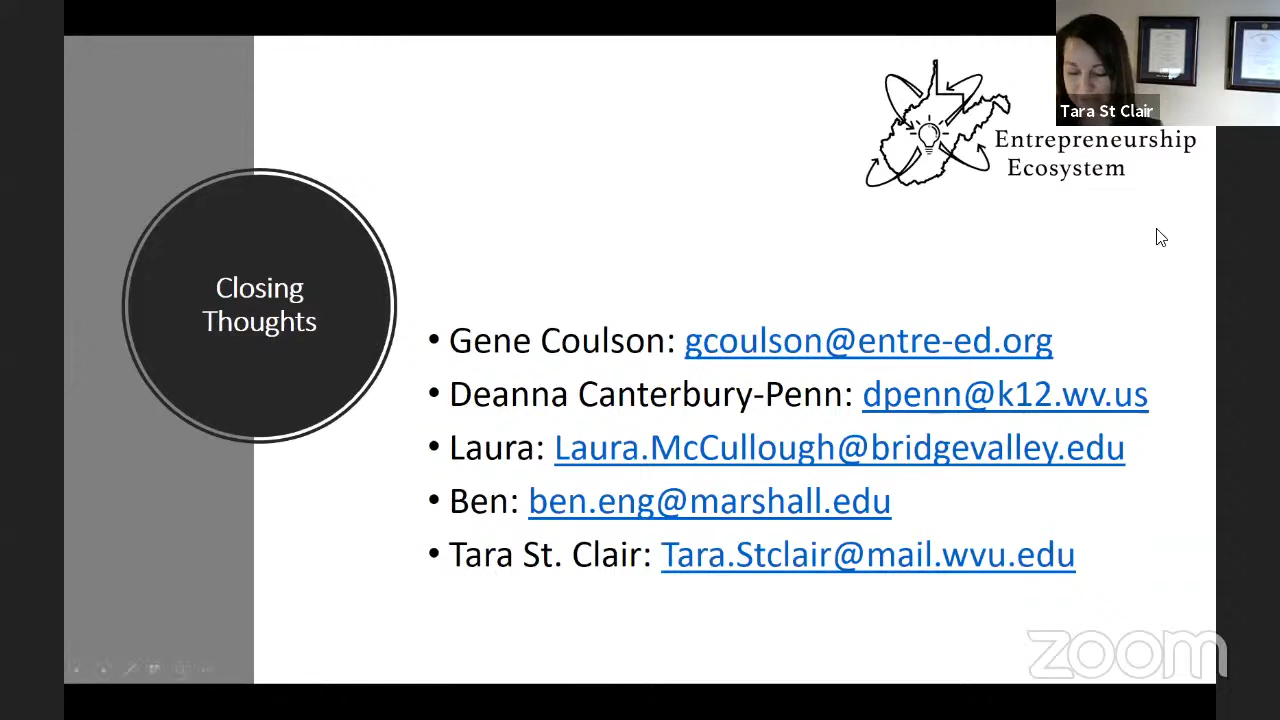 Tara St Clair
Entrepreneurship
Ecosystem
Closing
Thoughts
• Gene Coulson: gcoulson@entre-ed.org
• Deanna Canterbury-Penn: dpenn@k12.wv.us
• Laura: Laura.McCullough@bridgevalley.edu
• Ben: ben.eng@marshall.edu
• Tara St. Clair: Tara.Stclair@mail.wvu.edu
zoom